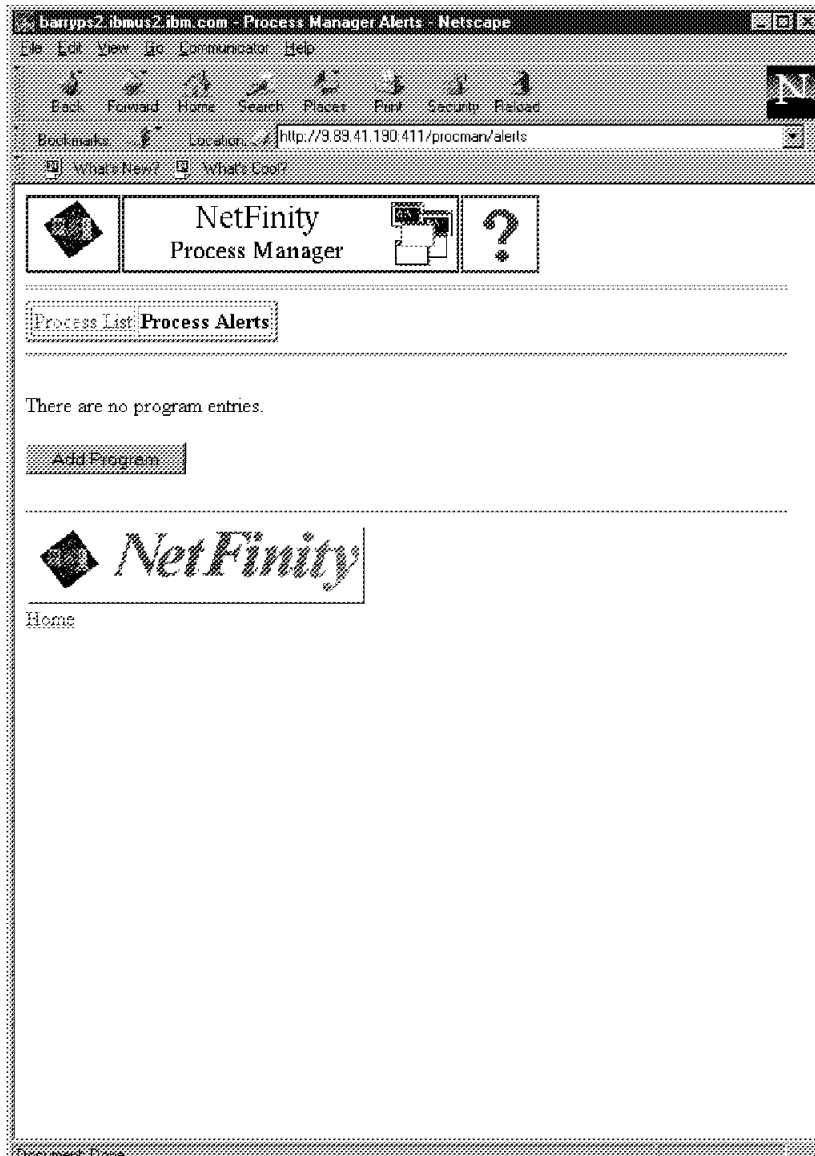 barryps2.ibmus2.ibm.com - Process Manager Alerts - Netscape
File Edit View Go Communicator Help
Back Forward Home Search Places Print Security Reload
N
Bookmarks Location: http://9.89.41.190:411/procman/alerts
What's New? What's Cool?
NetFinity
Process Manager
?
Process List Process Alerts
There are no program entries.
Add Program
NetFinity
Home
Document: Done